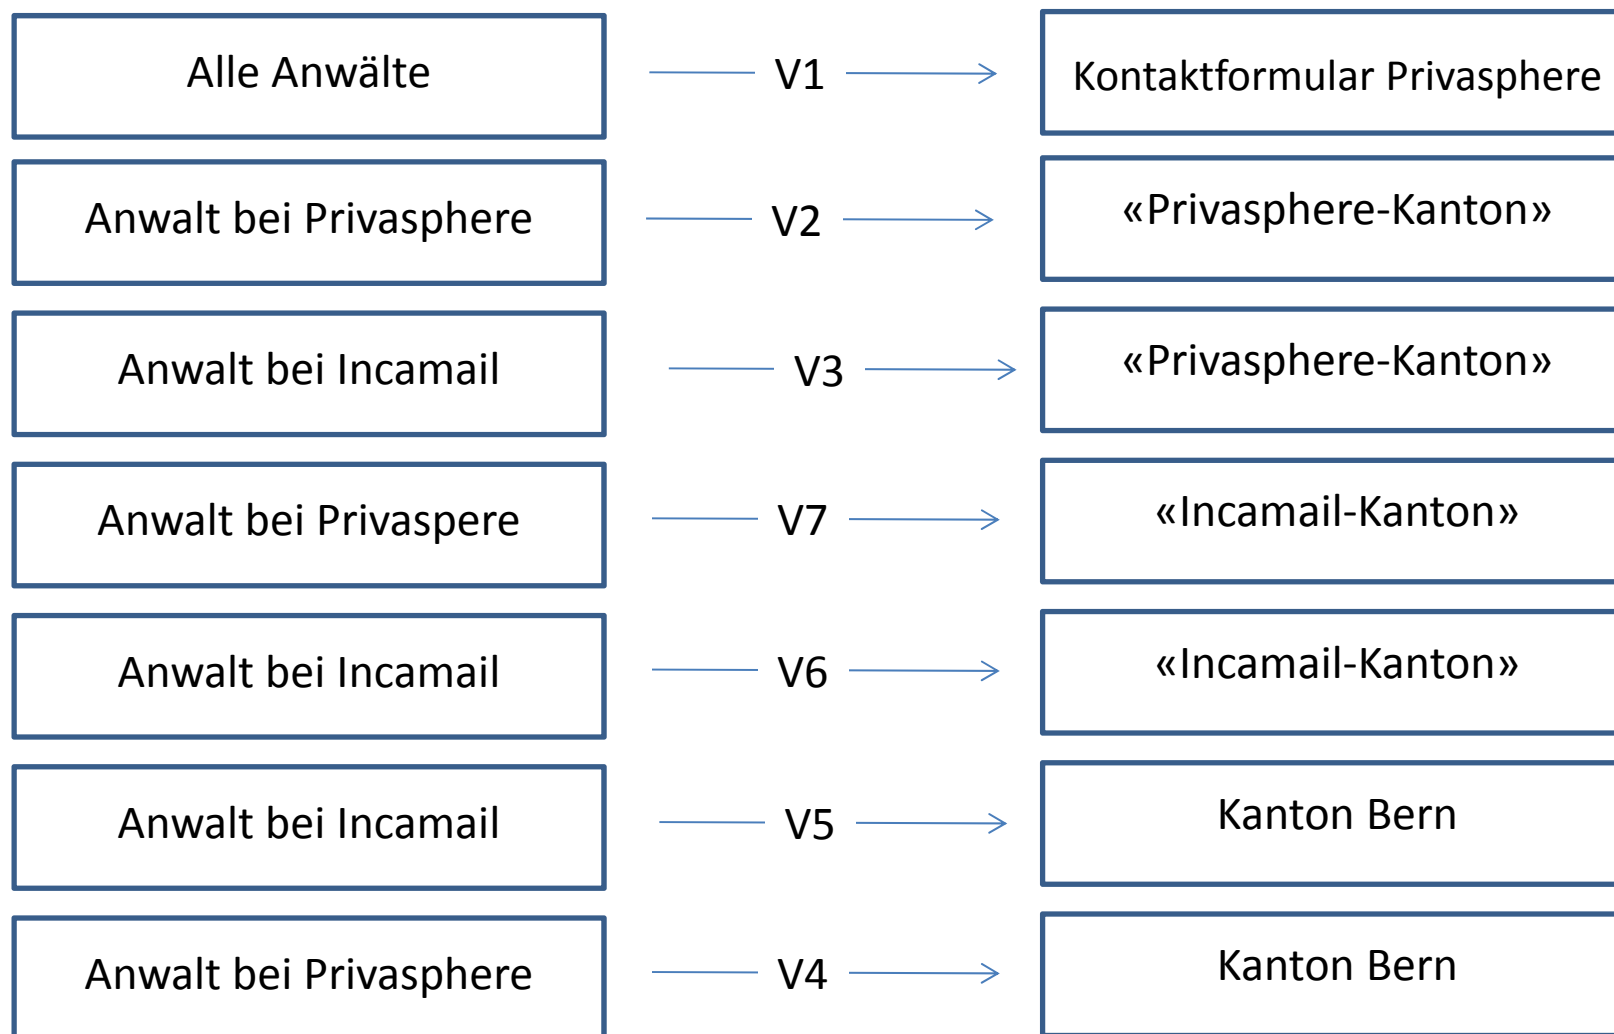 Alle Anwälte V1 Kontaktformular Privasphere
Anwalt bei Privasphere V2 «Privasphere-Kanton»
Anwalt bei Incamail V3 «Privasphere-Kanton»
Anwalt bei Privaspere V7 «Incamail-Kanton»
Anwalt bei Incamail V6 «Incamail-Kanton»
Anwalt bei Incamail V5 Kanton Bern
Anwalt bei Privasphere V4 Kanton Bern